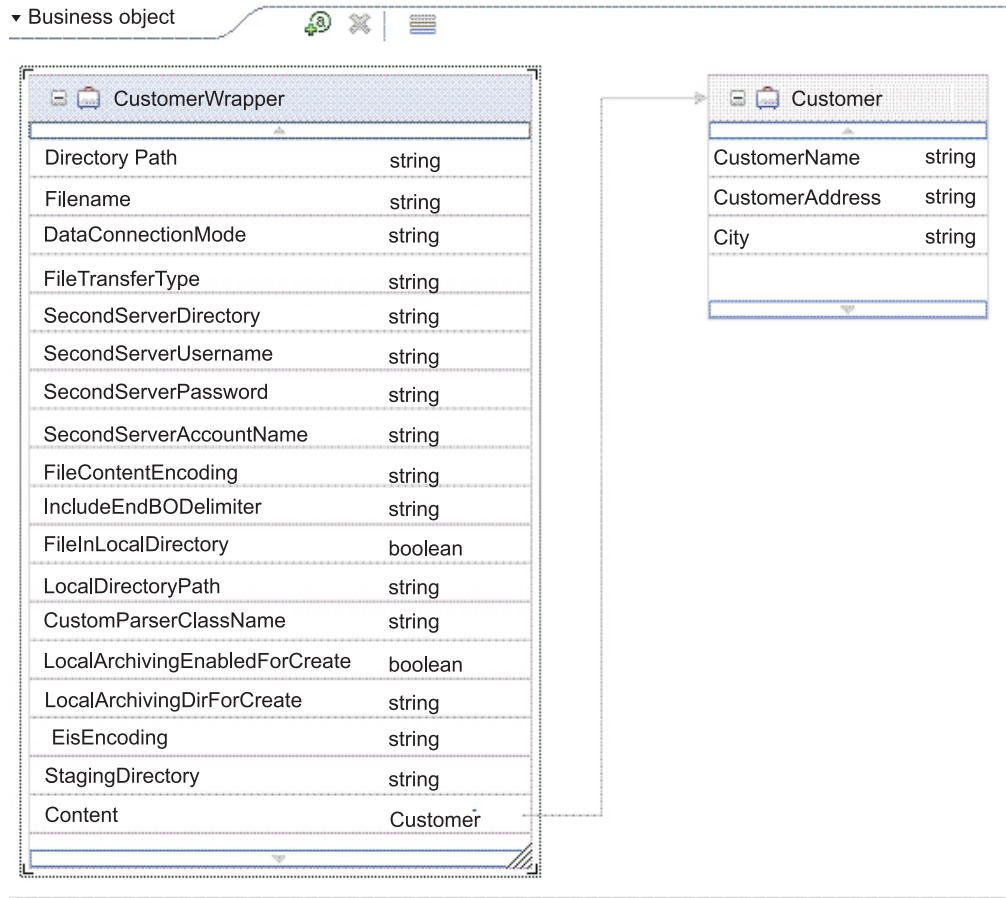 Business object
CustomerWrapper
Directory Path string
Filename string
DataConnectionMode string
FileTransferType string
SecondServerDirectory string
SecondServerUsername string
SecondServerPassword string
SecondServerAccountName string
FileContentEncoding string
IncludeEndBODelimiter string
FileInLocalDirectory boolean
LocalDirectoryPath string
CustomParserClassName string
LocalArchivingEnabledForCreate boolean
LocalArchivingDirForCreate string
EisEncoding string
StagingDirectory string
Content Customer
Customer
CustomerName string
CustomerAddress string
City string